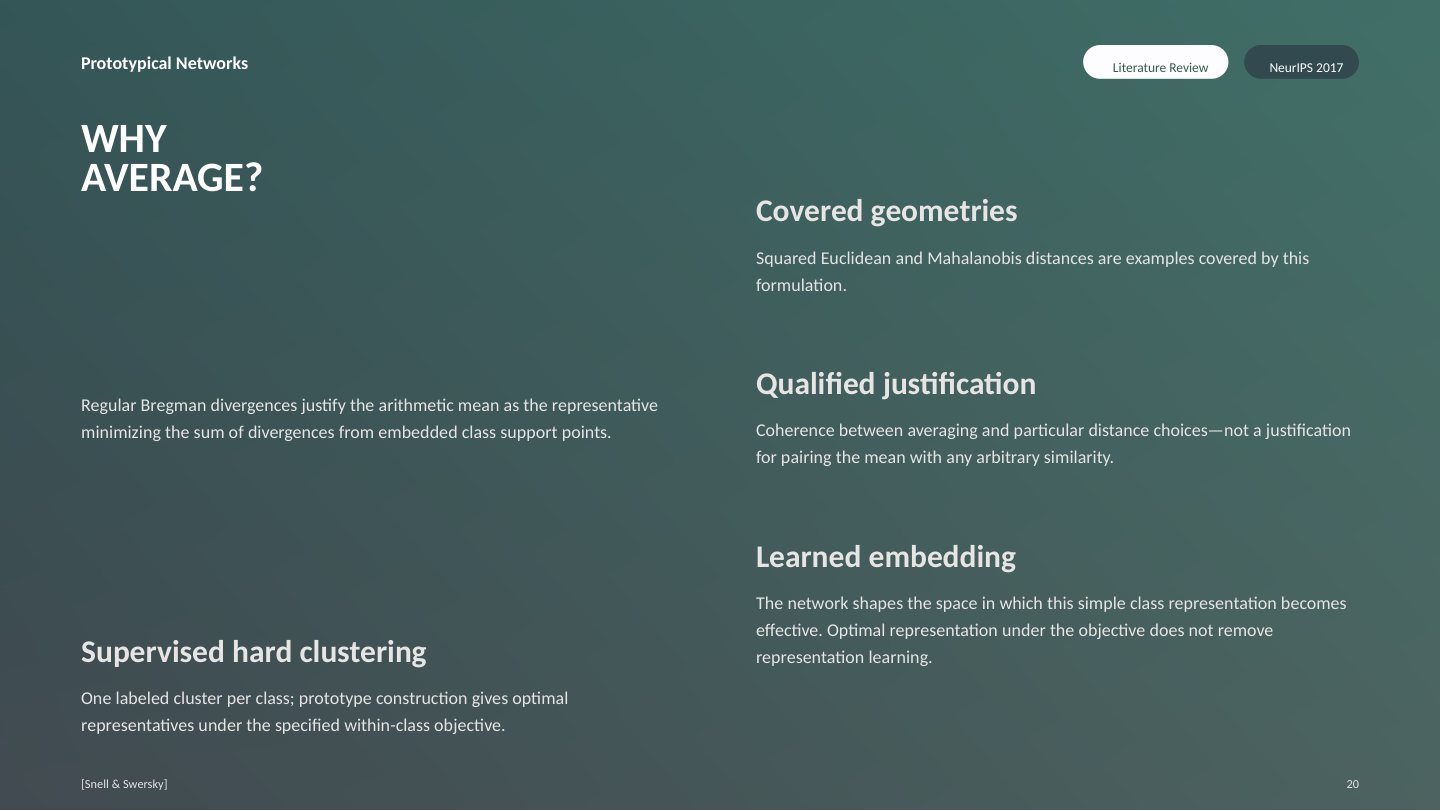 Prototypical Networks
Literature Review
NeurIPS 2017
WHY
AVERAGE?
Regular Bregman divergences justify the arithmetic mean as the representative
minimizing the sum of divergences from embedded class support points.
Supervised hard clustering
One labeled cluster per class; prototype construction gives optimal
representatives under the specified within-class objective.
Covered geometries
Squared Euclidean and Mahalanobis distances are examples covered by this
formulation.
Qualified justification
Coherence between averaging and particular distance choices—not a justification
for pairing the mean with any arbitrary similarity.
Learned embedding
The network shapes the space in which this simple class representation becomes
effective. Optimal representation under the objective does not remove
representation learning.
[Snell & Swersky]
20